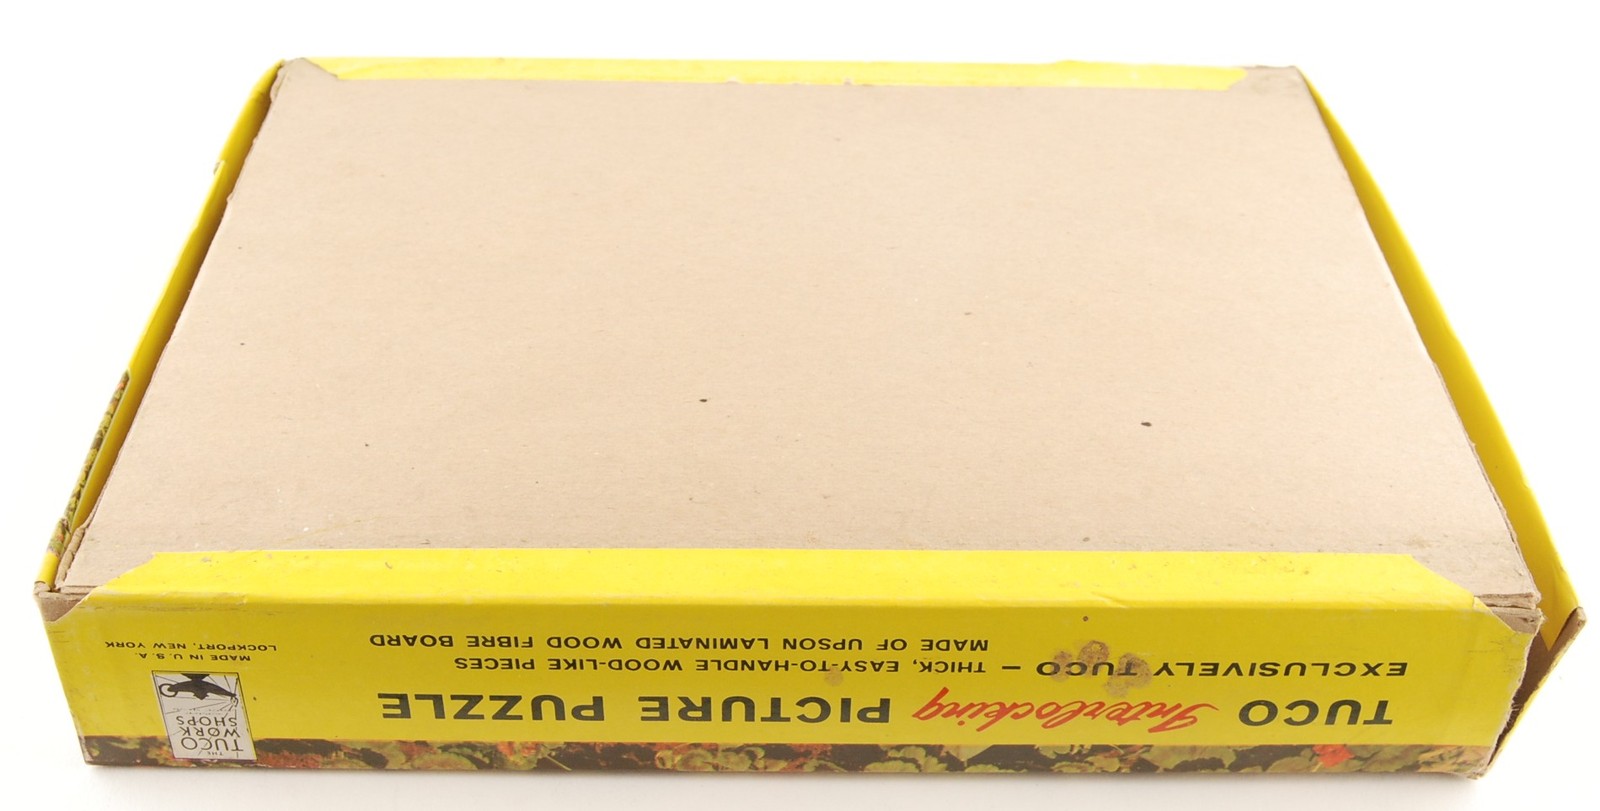 TUCO Interlocking PICTURE PUZZLE
EXCLUSIVELY TUCO — THICK, EASY-TO-HANDLE WOOD-LIKE PIECES
MADE OF UPSON LAMINATED WOOD FIBRE BOARD
THE
TUCO
WORK
SHOPS
MADE IN U.S.A.
LOCKPORT, NEW YORK